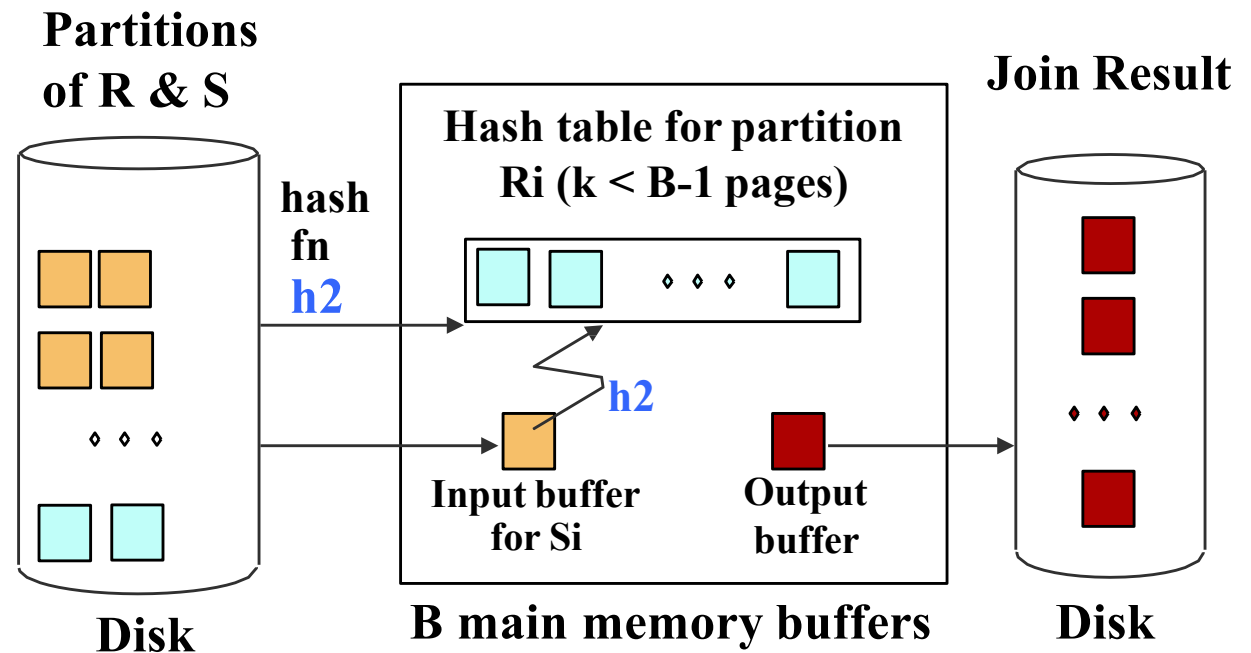 Partitions
of R & S
hash
fn
h2
Disk
Hash table for partition
Ri (k < B-1 pages)
h2
Input buffer
for Si
Output
buffer
B main memory buffers
Join Result
Disk